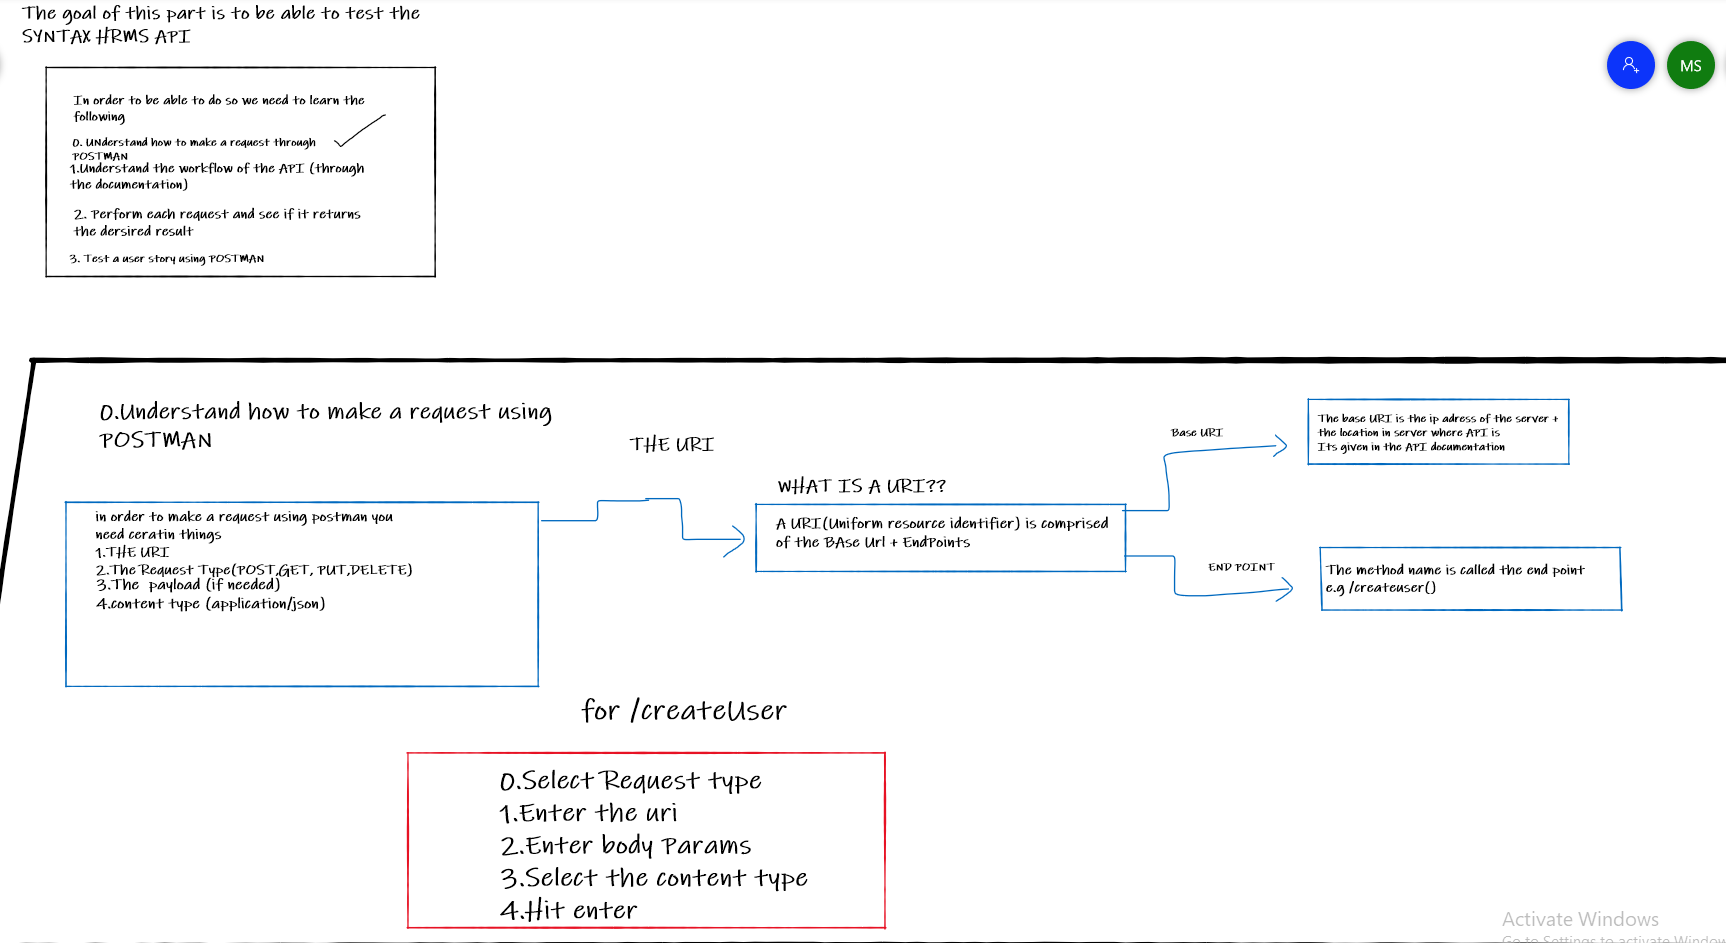 The goal of this part is to be able to test the
SYNTAX HRMS API
MS
In order to be able to do so we need to learn the
following
0. UNderstand how to make a request through
POSTMAN
1.Understand the workflow of the API (through
the documentation)
2. Perform each request and see if it returns
the dersired result
3. Test a user story using POSTMAN
0.Understand how to make a request using
POSTMAN
in order to make a request using postman you
need ceratin things
1.THE URI
2.The Request Type(POST,GET, PUT,DELETE)
3.The payload (if needed)
4.content type (application/json)
THE URI
WHAT IS A URI??
A URI(Uniform resource identifier) is comprised
of the BAse Url + EndPoints
Base URI
The base URI is the ip adress of the server +
the location in server where API is
Its given in the API documentation
END POINT
The method name is called the end point
e.g /createuser()
for /createUser
0.Select Request type
1.Enter the uri
2.Enter body Params
3.Select the content type
4.Hit enter
Activate Windows
Go to Settings to activate Window